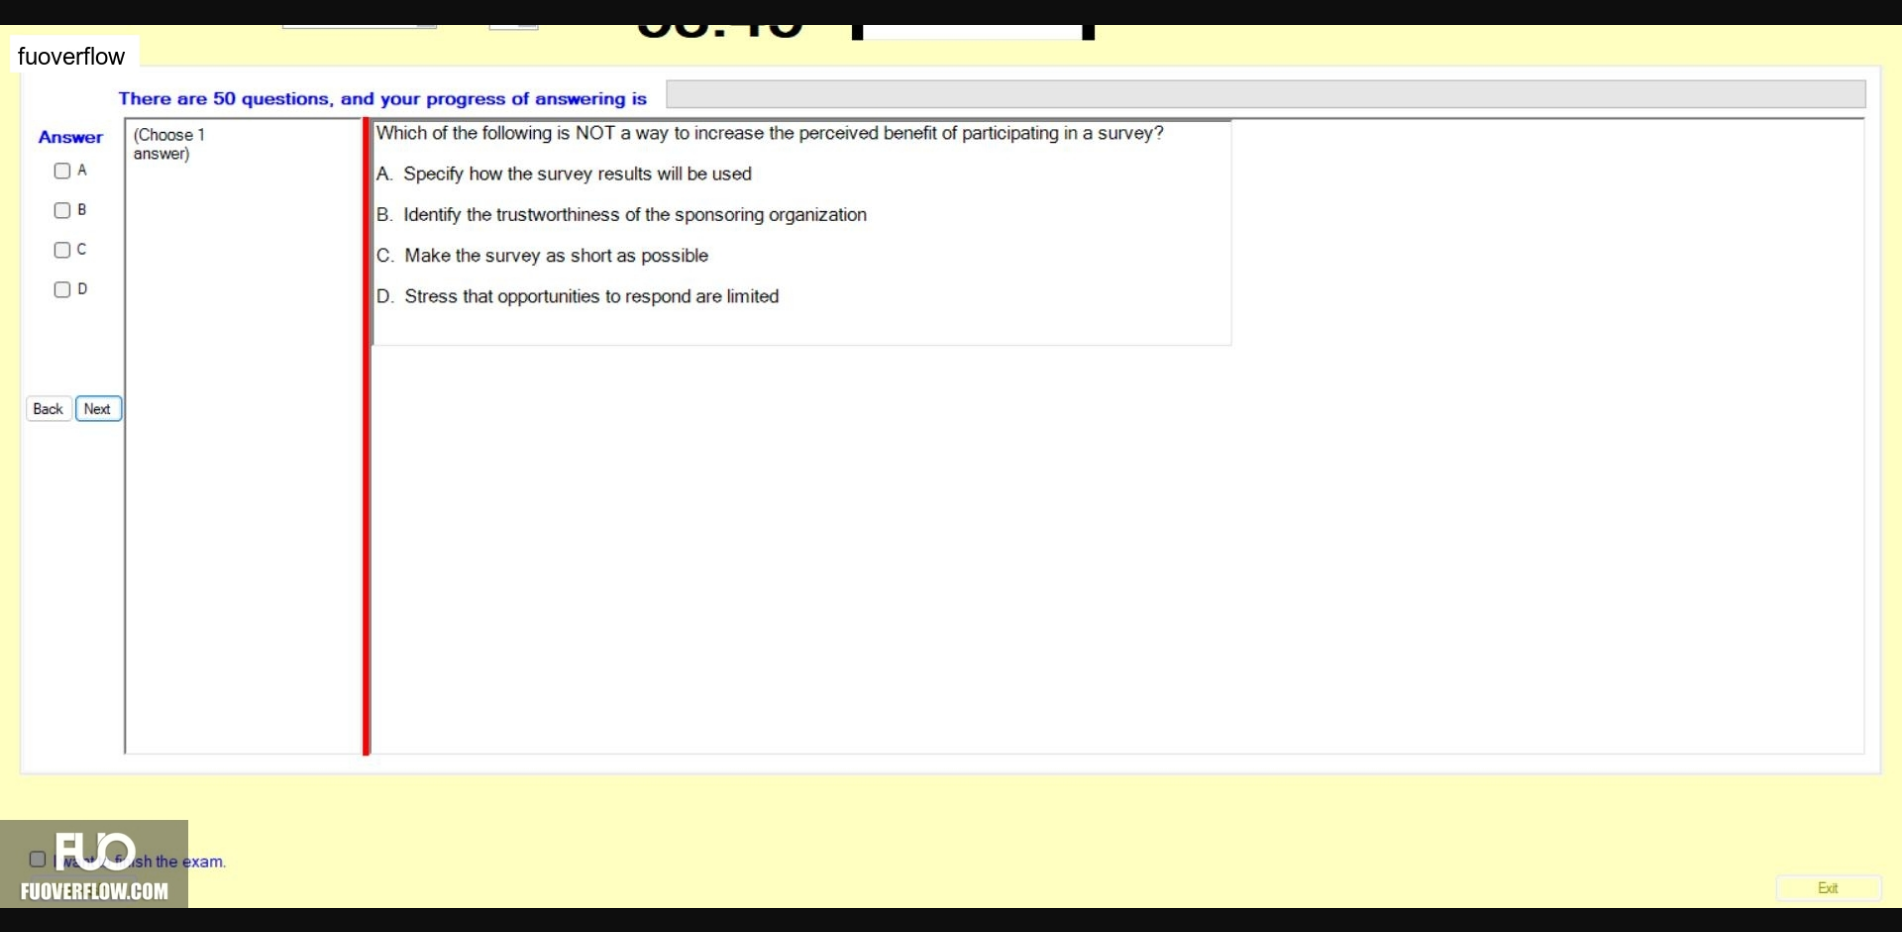 fuoverflow
There are 50 questions, and your progress of answering is
Answer
(Choose 1
answer)
A
B
C
D
Which of the following is NOT a way to increase the perceived benefit of participating in a survey?
A. Specify how the survey results will be used
B. Identify the trustworthiness of the sponsoring organization
C. Make the survey as short as possible
D. Stress that opportunities to respond are limited
Back Next
the exam.
FUO
FUOVERFLOW.COM
Exit